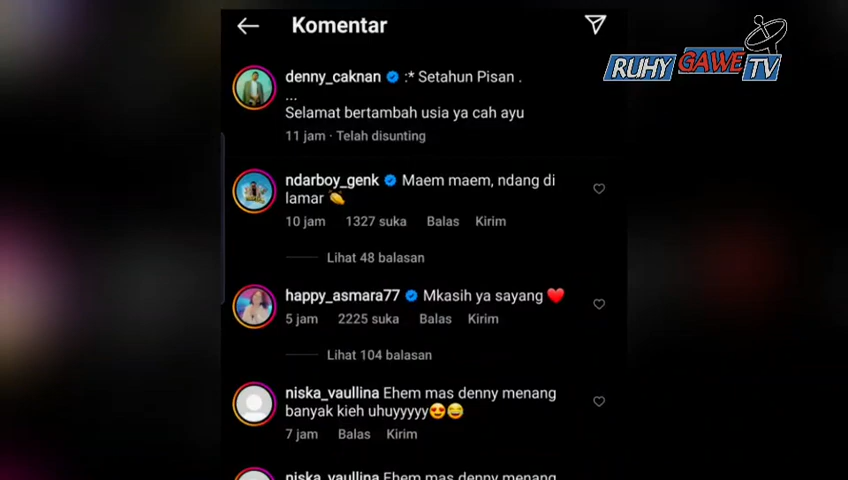 Komentar
RUHY GAWE TV
denny_caknan :* Setahun Pisan .
...
Selamat bertambah usia ya cah ayu
11 jam · Telah disunting
ndarboy_genk Maem maem, ndang di
lamar 👏
10 jam 1327 suka Balas Kirim
Lihat 48 balasan
happy_asmara77 Mkasih ya sayang ❤️
5 jam 2225 suka Balas Kirim
Lihat 104 balasan
niska_vaullina Ehem mas denny menang
banyak kieh uhuyyyyy😍😂
7 jam Balas Kirim
niska_vaullina Ehem mas denny menang